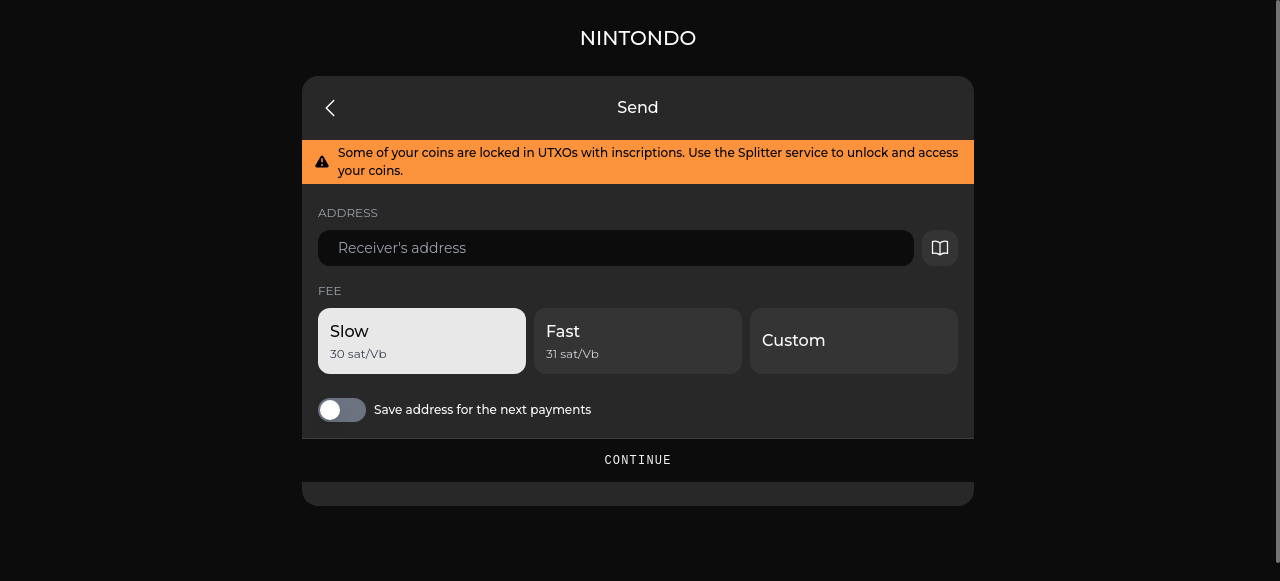 NINTONDO
Send
Some of your coins are locked in UTXOs with inscriptions. Use the Splitter service to unlock and access
your coins.
ADDRESS
Receiver's address
FEE
Slow
30 sat/Vb
Fast
31 sat/Vb
Custom
Save address for the next payments
CONTINUE